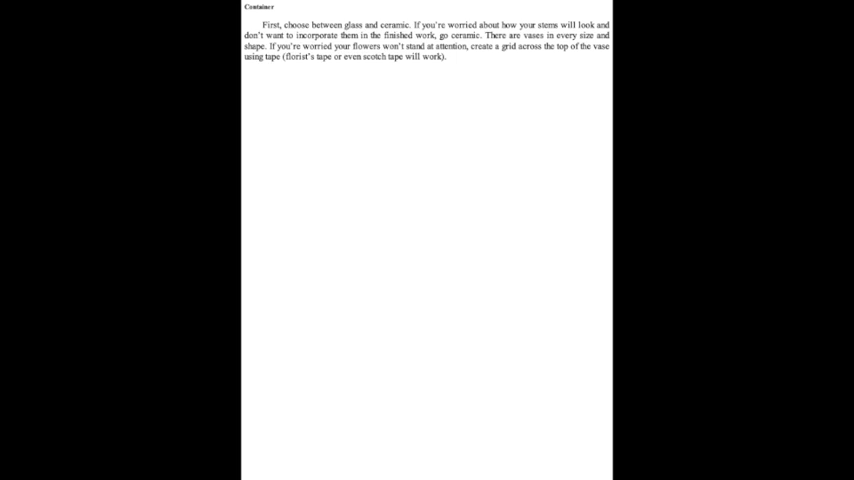 Container
First, choose between glass and ceramic. If you're worried about how your stems will look and
don't want to incorporate them in the finished work, go ceramic. There are vases in every size and
shape. If you're worried your flowers won't stand at attention, create a grid across the top of the vase
using tape (florist's tape or even scotch tape will work).